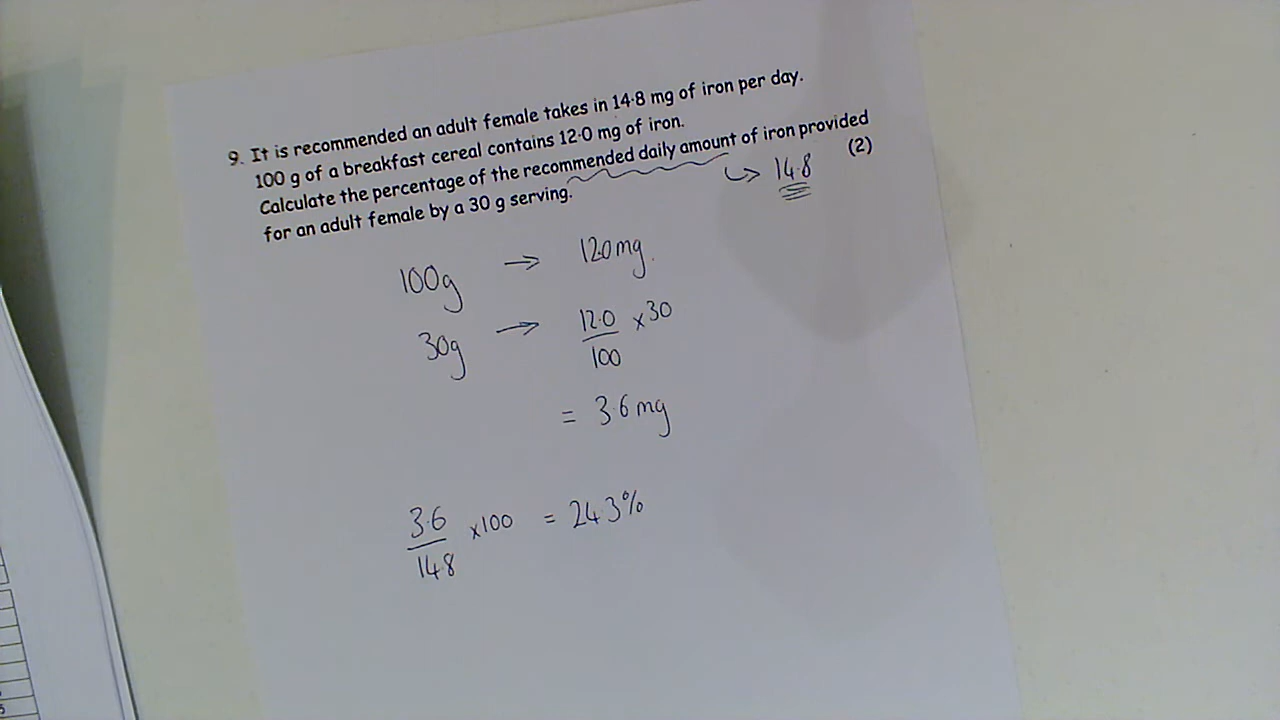 9. It is recommended an adult female takes in 14·8 mg of iron per day.
100 g of a breakfast cereal contains 12·0 mg of iron.
Calculate the percentage of the recommended daily amount of iron provided
for an adult female by a 30 g serving. (2)
↳> 14.8
100g → 12.0mg.
30g → 12.0/100 x 30
= 3.6mg
3.6/14.8 x100 = 24.3%